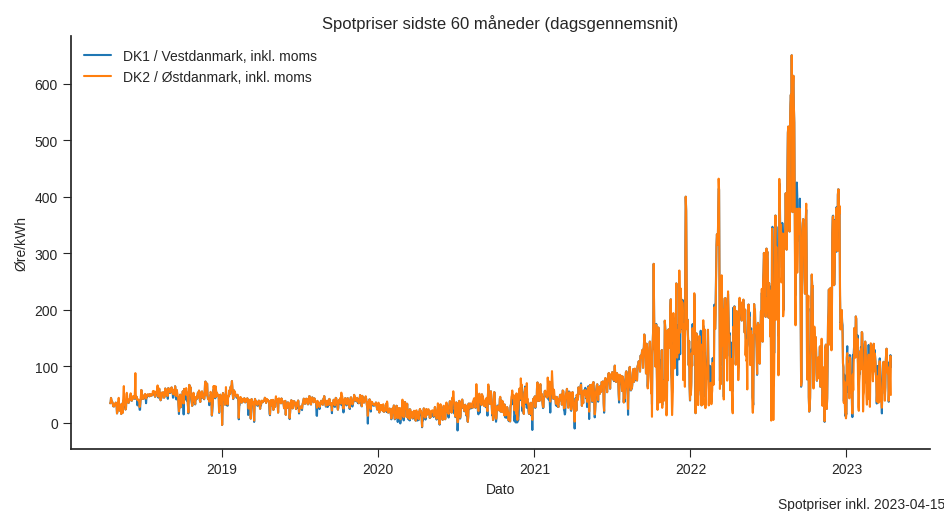 Spotpriser sidste 60 måneder (dagsgennemsnit)
DK1 / Vestdanmark, inkl. moms
DK2 / Østdanmark, inkl. moms
600
500
400
300
200
100
0
Øre/kWh
2019
2020
2021
2022
2023
Dato
Spotpriser inkl. 2023-04-15